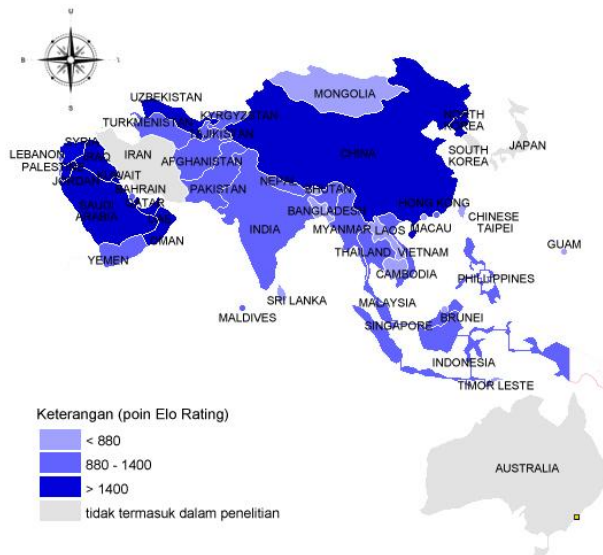 U
B
S
MONGOLIA
UZBEKISTAN
KYRGYZSTAN
TURKMENISTAN
TAJIKISTAN
NORTH
KOREA
SOUTH
KOREA
JAPAN
SYRIA
LEBANON
IRAQ
IRAN
PALESTINE
JORDAN
KUWAIT
AFGHANISTAN
CHINA
BAHRAIN
PAKISTAN
NEPAL
BHUTAN
QATAR
SAUDI
ARABIA
UAE
OMAN
BANGLADESH
HONG KONG
INDIA
MYANMAR
LAOS
MACAU
CHINESE
TAIPEI
YEMEN
THAILAND
VIETNAM
GUAM
CAMBODIA
PHILLIPPINES
SRI LANKA
MALDIVES
MALAYSIA
BRUNEI
SINGAPORE
INDONESIA
TIMOR LESTE
Keterangan (poin Elo Rating)
< 880
880 - 1400
> 1400
tidak termasuk dalam penelitian
AUSTRALIA